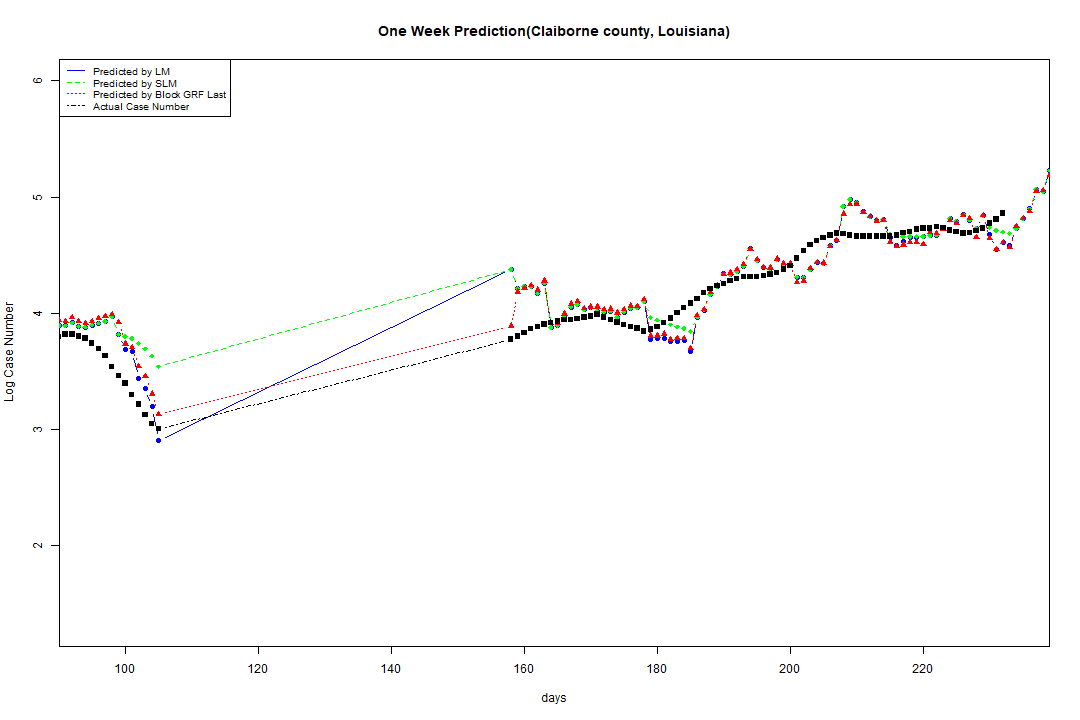 One Week Prediction(Claiborne county, Louisiana)
Predicted by LM
Predicted by SLM
Predicted by Block GRF Last
Actual Case Number
6
5
4
3
2
Log Case Number
100 120 140 160 180 200 220
days